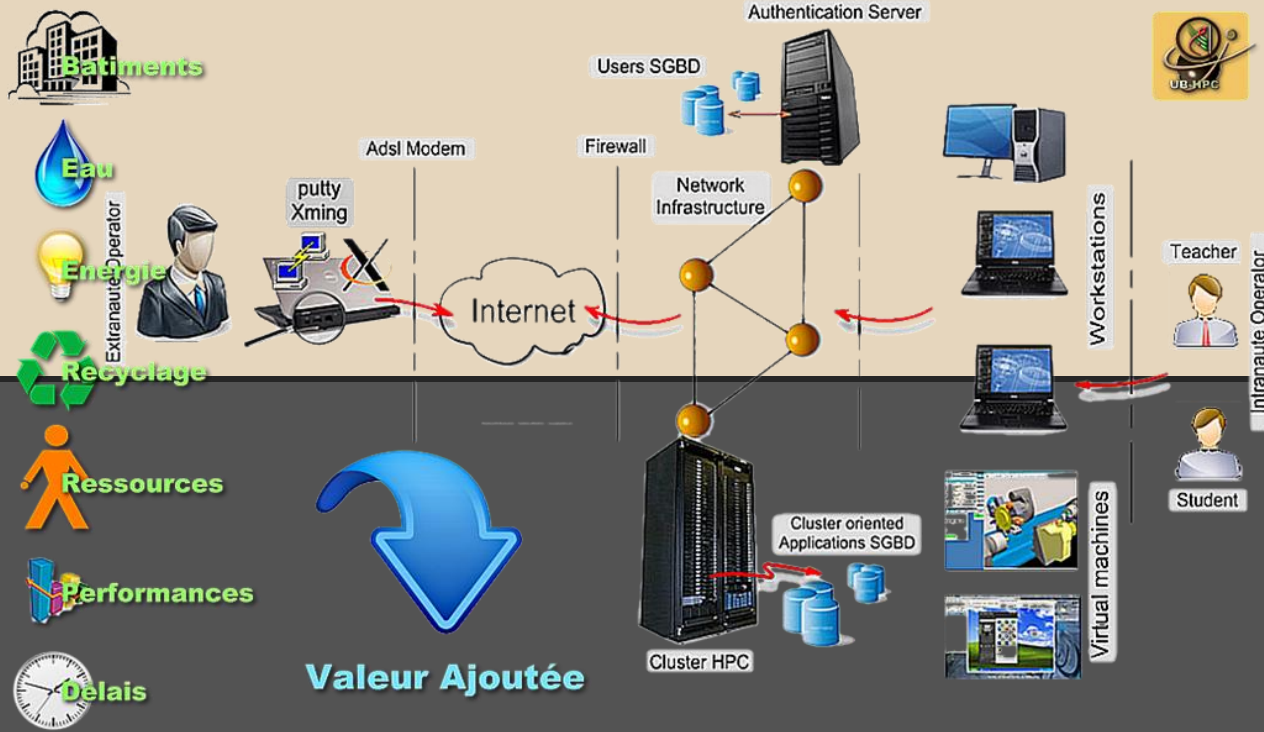 Authentication Server
Users SGBD
UB-HPC
Bâtiments
Adsl Modem
Firewall
Eau
putty
Xming
Network
Infrastructure
Workstations
Teacher
Extranaute Operator
Energie
Internet
Intranaute Operator
Recyclage
Ressources
Student
Cluster oriented
Applications SGBD
Virtual machines
Performances
Cluster HPC
Valeur Ajoutée
Délais